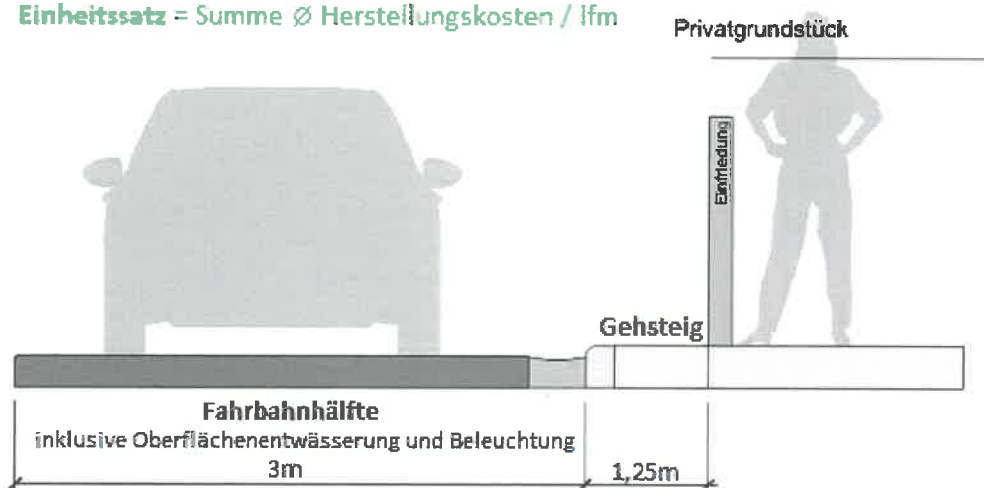 Einheitssatz = Summe Ø Herstellungskosten / lfm
Privatgrundstück
Einfriedung
Gehsteig
Fahrbahnhälfte
inklusive Oberflächenentwässerung und Beleuchtung
3m
1,25m